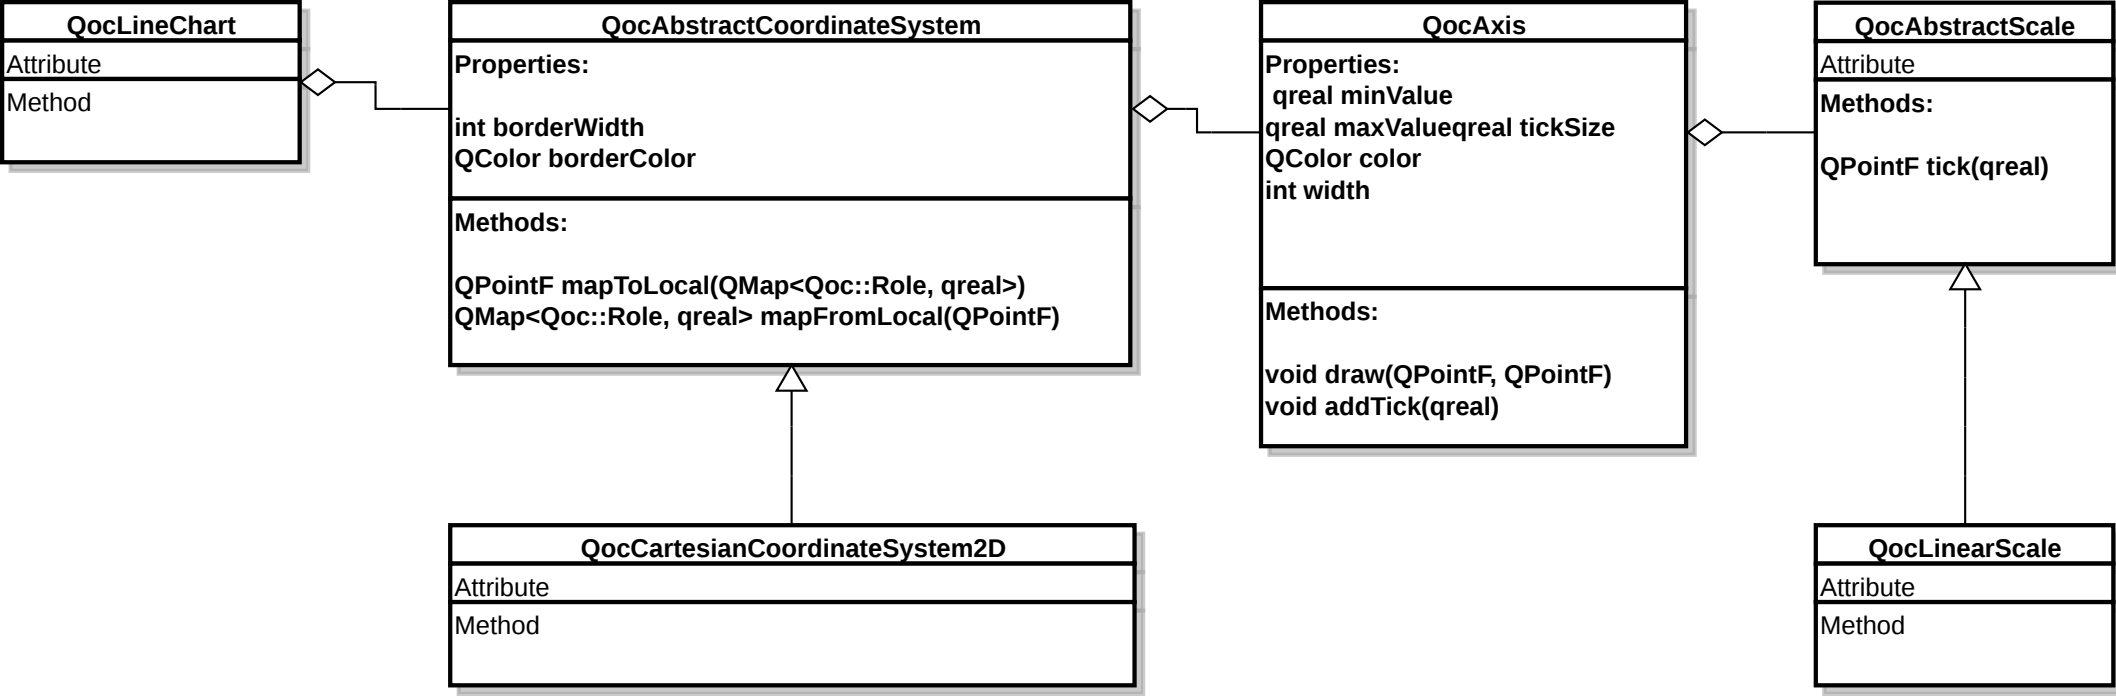 QocLineChart
Attribute
Method
QocAbstractCoordinateSystem
Properties:
int borderWidth
QColor borderColor
Methods:
QPointF mapToLocal(QMap<Qoc::Role, qreal>)
QMap<Qoc::Role, qreal> mapFromLocal(QPointF)
QocAxis
Properties:
qreal minValue
qreal maxValueqreal tickSize
QColor color
int width
Methods:
void draw(QPointF, QPointF)
void addTick(qreal)
QocAbstractScale
Attribute
Methods:
QPointF tick(qreal)
QocCartesianCoordinateSystem2D
Attribute
Method
QocLinearScale
Attribute
Method